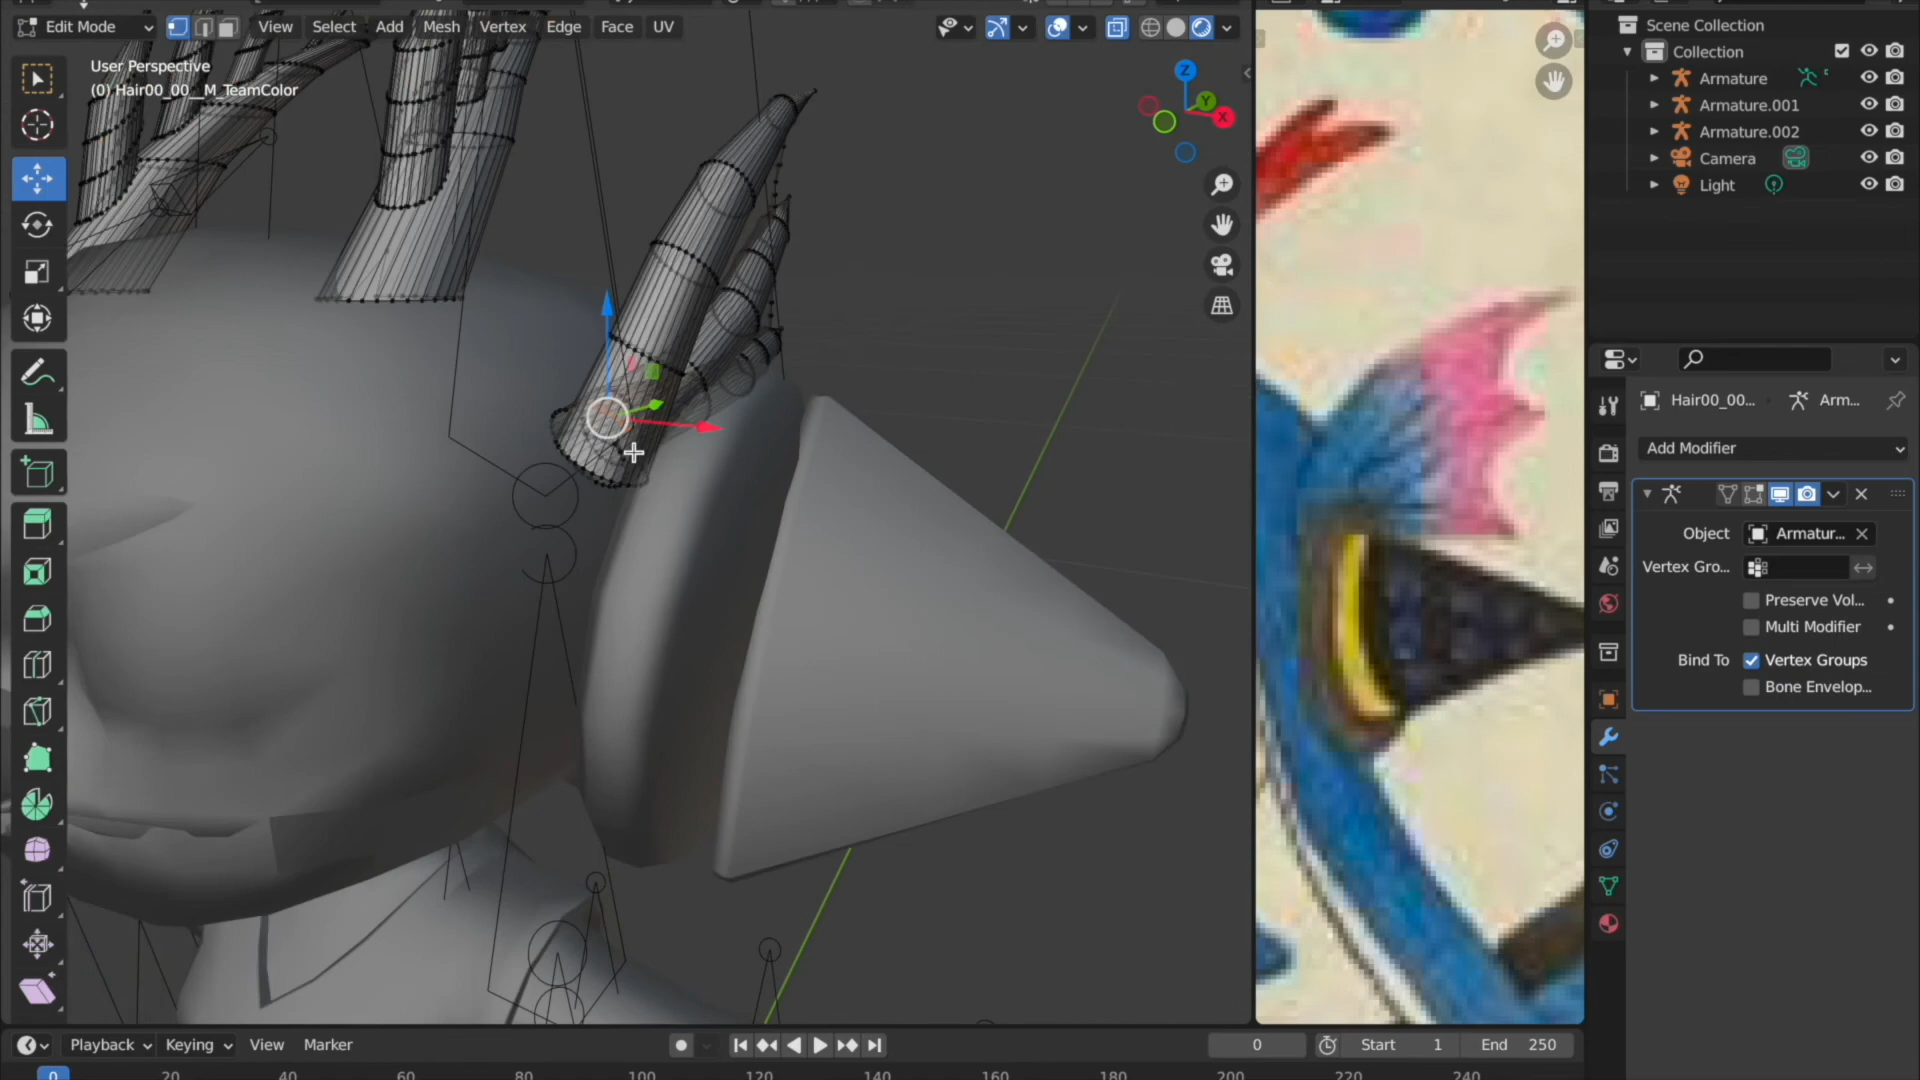 Edit Mode
View Select Add Mesh Vertex Edge Face UV
User Perspective
(0) Hair00_00__M_TeamColor
Z
Y
X
Scene Collection
Collection
Armature
Armature.001
Armature.002
Camera
Light
Hair00_00... Arm...
Add Modifier
Object Armatur...
Vertex Gro...
Preserve Vol...
Multi Modifier
Bind To Vertex Groups
Bone Envelop...
Playback Keying View Marker
0 Start 1 End 250
0 20 40 60 80 100 120 140 160 180 200 220 240